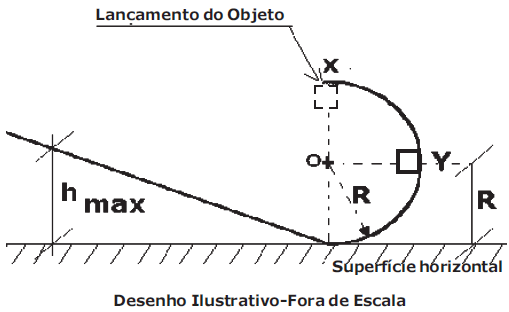 Lançamento do Objeto
X
O
Y
R
h max
R
Superfície horizontal
Desenho Ilustrativo-Fora de Escala